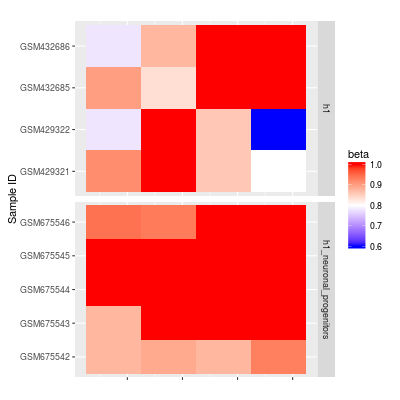 Sample ID
GSM432686
GSM432685
GSM429322
GSM429321
h1
GSM675546
GSM675545
GSM675544
GSM675543
GSM675542
h1_neuronal_progenitors
beta
1.0
0.9
0.8
0.7
0.6